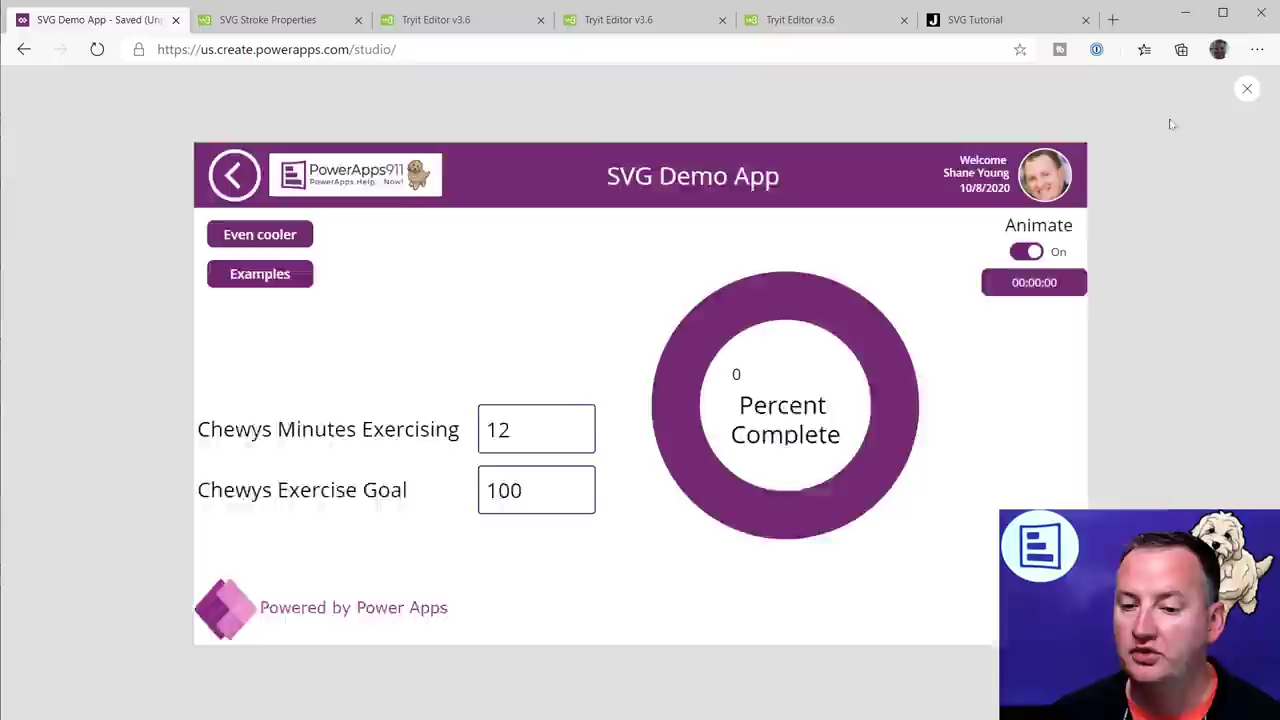 SVG Demo App - Saved (Un
SVG Stroke Properties
Tryit Editor v3.6
Tryit Editor v3.6
Tryit Editor v3.6
SVG Tutorial
https://us.create.powerapps.com/studio/
PowerApps911
PowerApps Help. Now!
SVG Demo App
Welcome
Shane Young
10/8/2020
Even cooler
Examples
Animate
On
00:00:00
0
Percent
Complete
Chewys Minutes Exercising
12
Chewys Exercise Goal
100
Powered by Power Apps